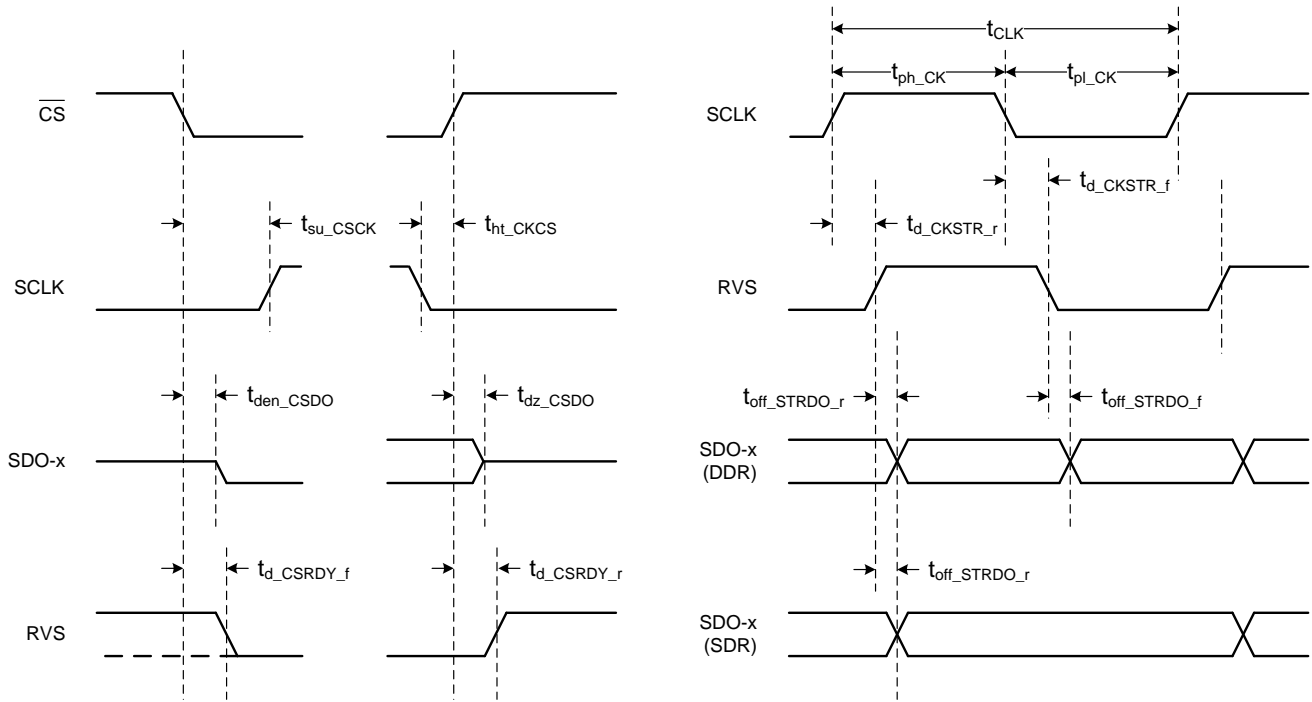 CS
SCLK
t_su_CSCK
t_ht_CKCS
SDO-x
t_den_CSDO
t_dz_CSDO
RVS
t_d_CSRDY_f
t_d_CSRDY_r
t_CLK
t_ph_CK
t_pl_CK
SCLK
t_d_CKSTR_f
t_d_CKSTR_r
RVS
t_off_STRDO_r
t_off_STRDO_f
SDO-x
(DDR)
t_off_STRDO_r
SDO-x
(SDR)